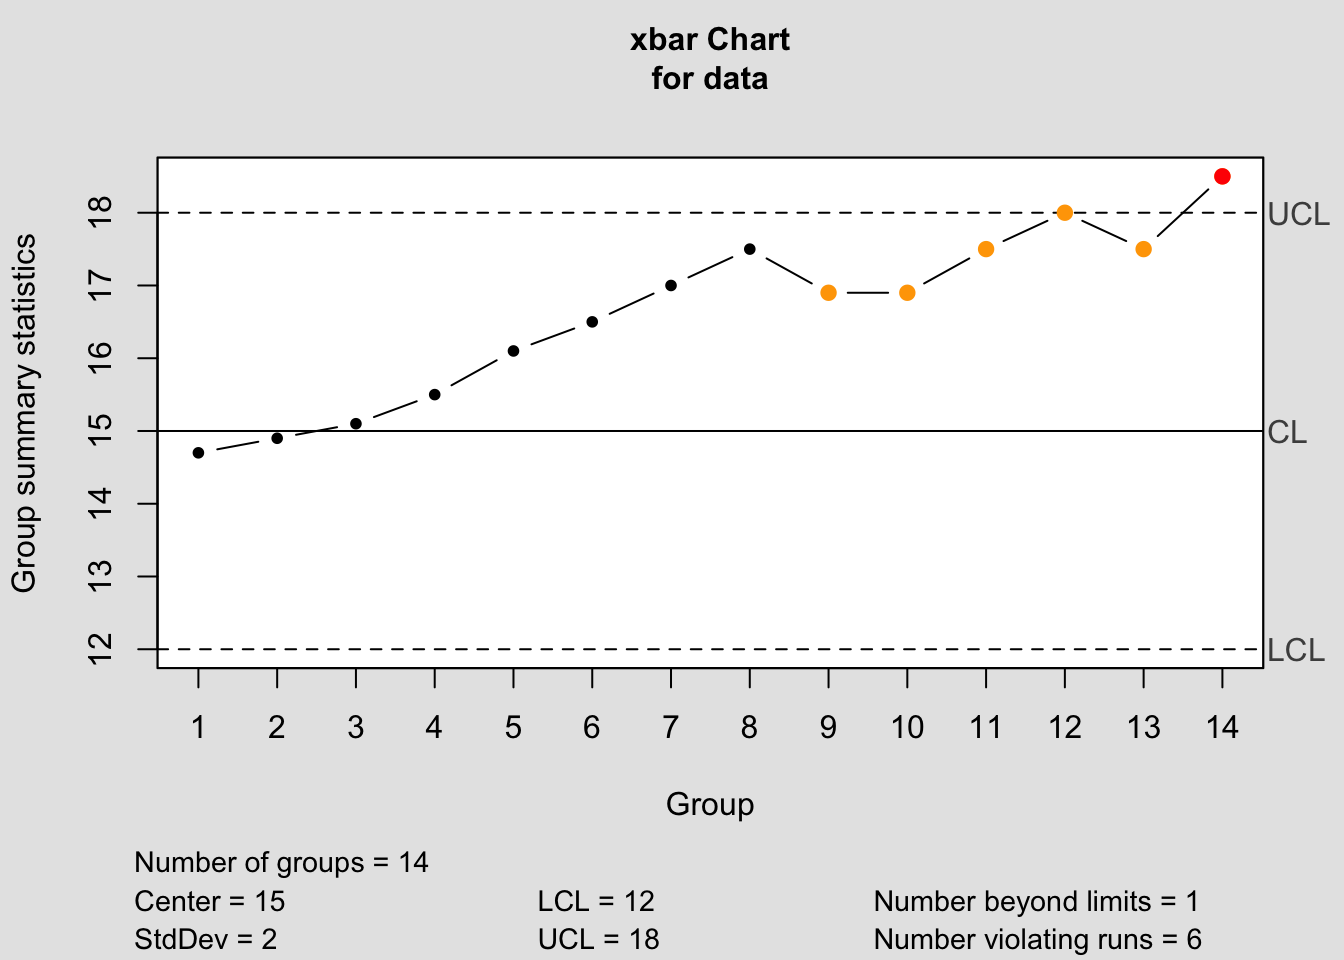 xbar Chart
for data
Group summary statistics
18
17
16
15
14
13
12
UCL
CL
LCL
1 2 3 4 5 6 7 8 9 10 11 12 13 14
Group
Number of groups = 14
Center = 15 LCL = 12 Number beyond limits = 1
StdDev = 2 UCL = 18 Number violating runs = 6